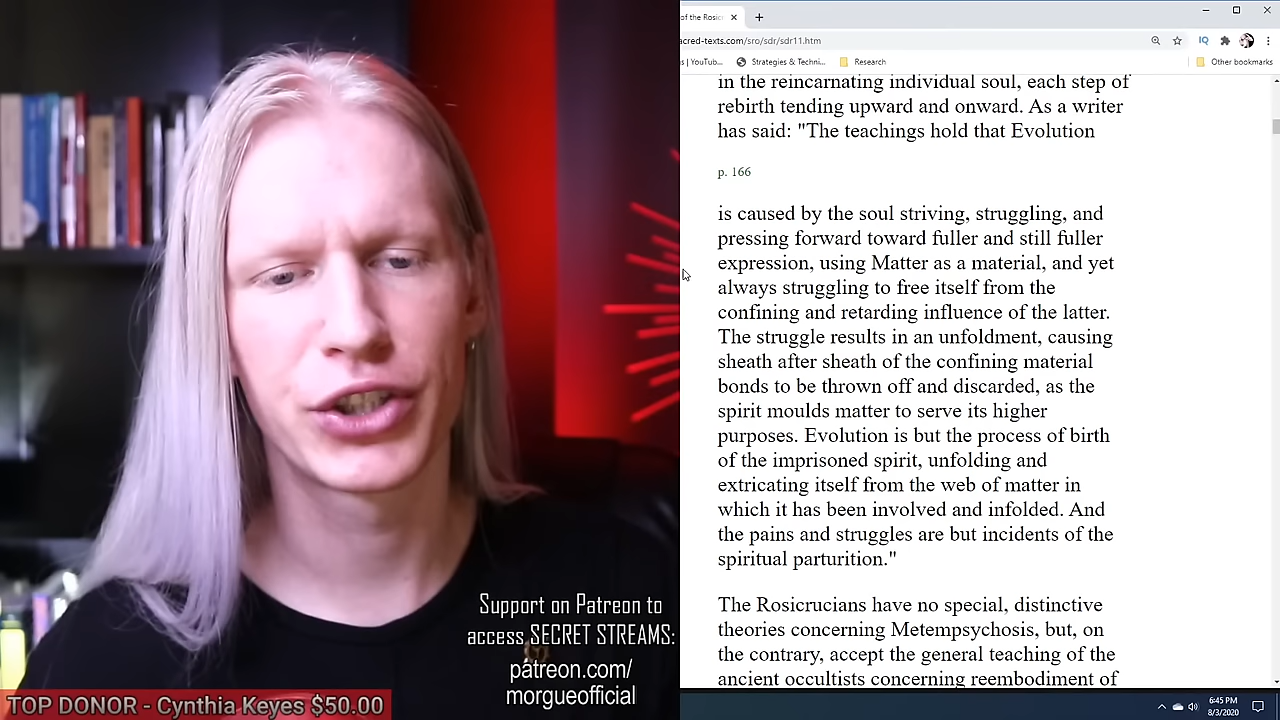 of the Rosic
acred-texts.com/sro/sdr/sdr11.htm
IQ
s | YouTub...
Strategies & Techni...
Research
Other bookmarks
in the reincarnating individual soul, each step of
rebirth tending upward and onward. As a writer
has said: "The teachings hold that Evolution
p. 166
is caused by the soul striving, struggling, and
pressing forward toward fuller and still fuller
expression, using Matter as a material, and yet
always struggling to free itself from the
confining and retarding influence of the latter.
The struggle results in an unfoldment, causing
sheath after sheath of the confining material
bonds to be thrown off and discarded, as the
spirit moulds matter to serve its higher
purposes. Evolution is but the process of birth
of the imprisoned spirit, unfolding and
extricating itself from the web of matter in
which it has been involved and infolded. And
the pains and struggles are but incidents of the
spiritual parturition."
The Rosicrucians have no special, distinctive
theories concerning Metempsychosis, but, on
the contrary, accept the general teaching of the
ancient occultists concerning reembodiment of
Support on Patreon to
access SECRET STREAMS:
patreon.com/
morgueofficial
TOP DONOR - Cynthia Keyes $50.00
6:45 PM
8/3/2020